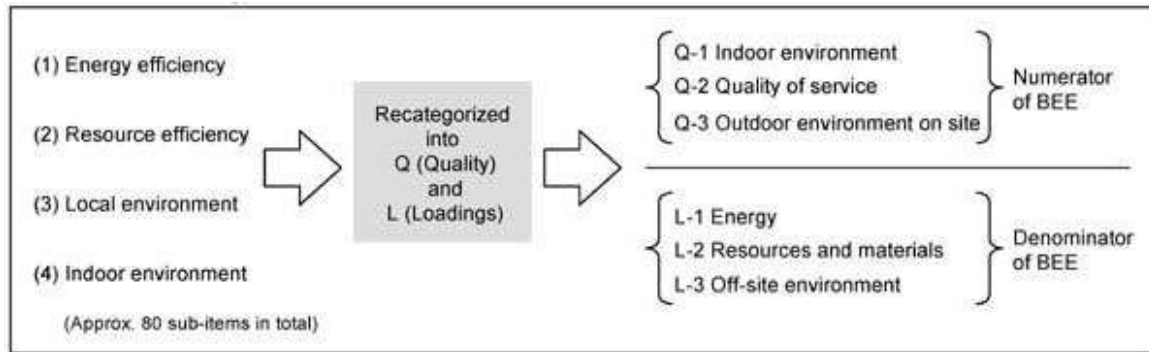 (1) Energy efficiency
(2) Resource efficiency
(3) Local environment
(4) Indoor environment
(Approx. 80 sub-items in total)
Recategorized
into
Q (Quality)
and
L (Loadings)
Q-1 Indoor environment
Q-2 Quality of service
Q-3 Outdoor environment on site
Numerator
of BEE
L-1 Energy
L-2 Resources and materials
L-3 Off-site environment
Denominator
of BEE